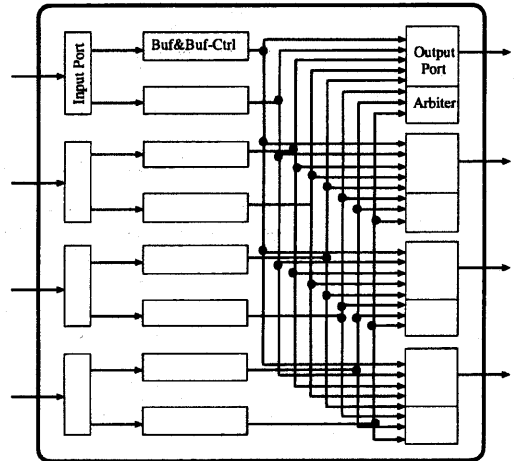 Input Port
Buf&Buf-Ctrl
Output
Port
Arbiter